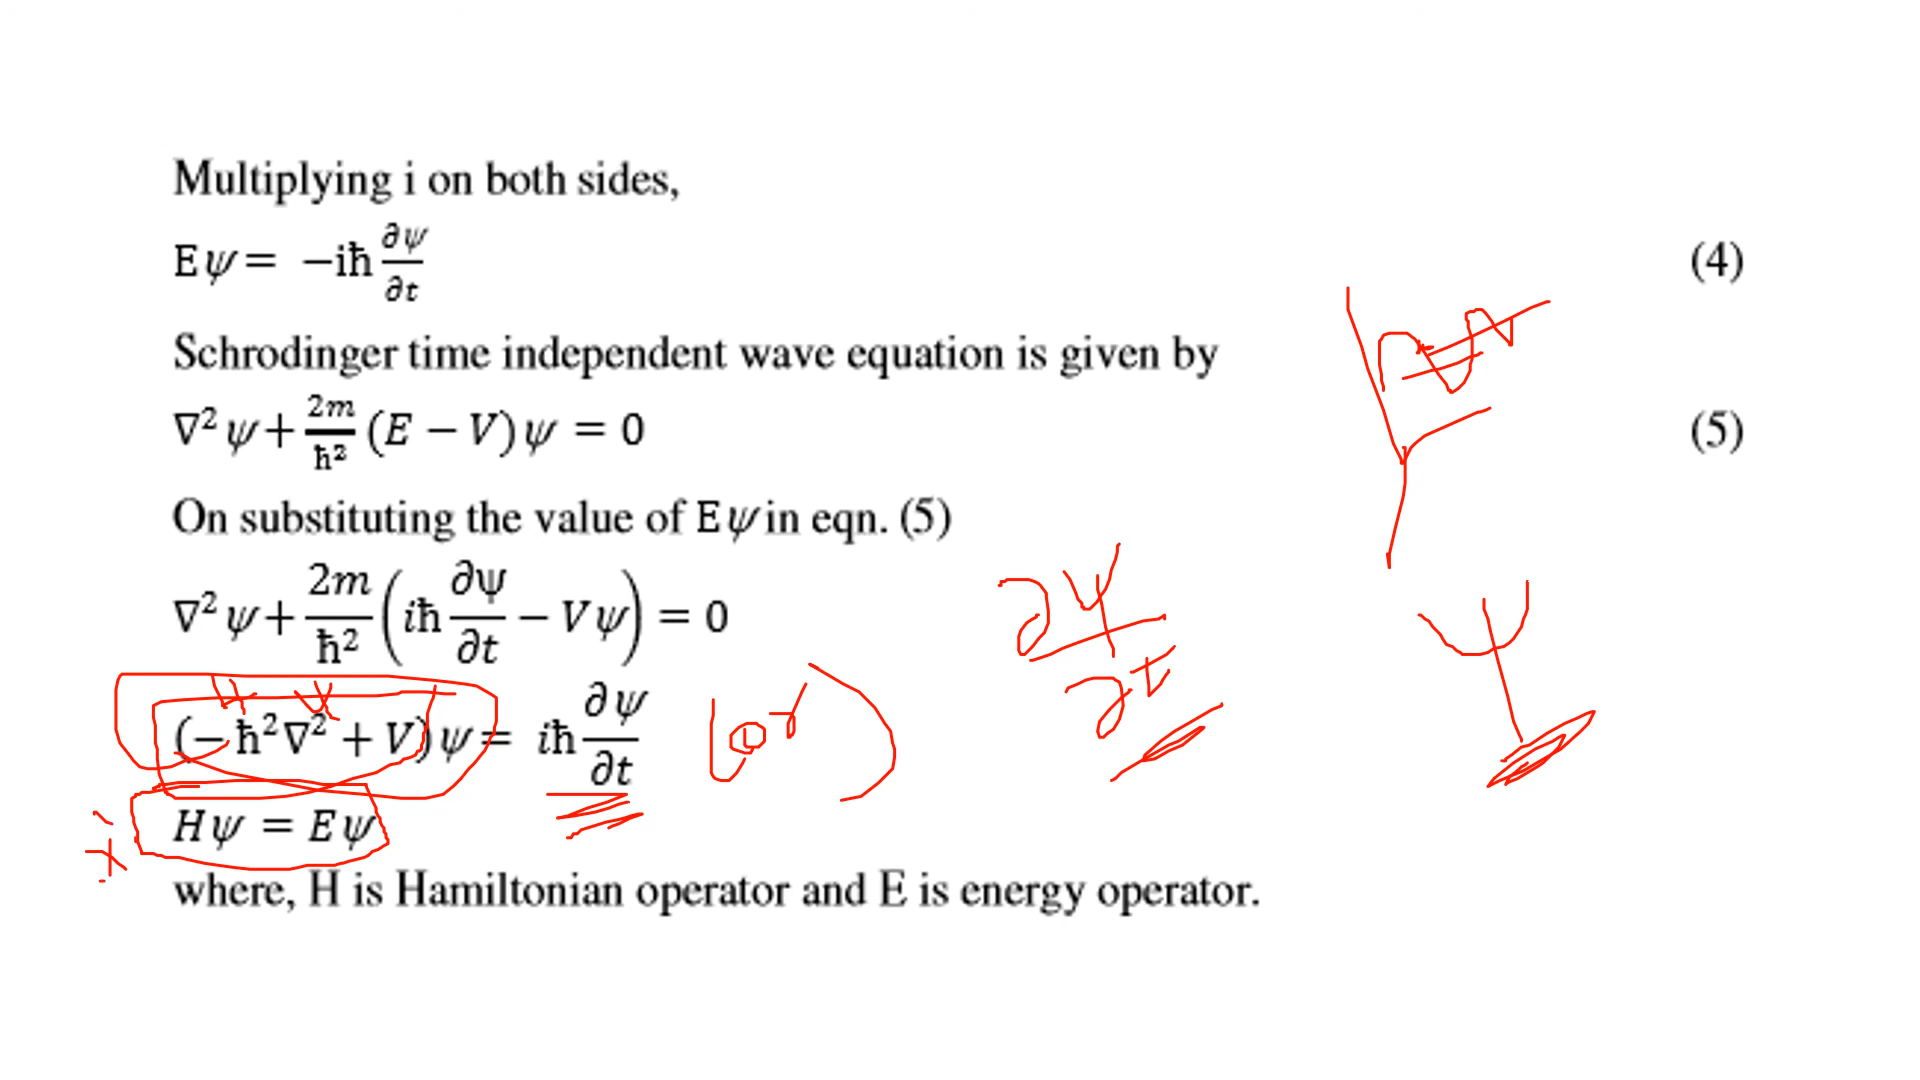 Multiplying i on both sides,
Eψ = −iħ ∂ψ/∂t (4)
Schrodinger time independent wave equation is given by
∇²ψ + 2m/ħ² (E − V)ψ = 0 (5)
On substituting the value of Eψ in eqn. (5)
∇²ψ + 2m/ħ² (iħ ∂ψ/∂t − Vψ) = 0
(−ħ²∇² + V)ψ = iħ ∂ψ/∂t
Hψ = Eψ
where, H is Hamiltonian operator and E is energy operator.
∂ψ/∂t
ψ